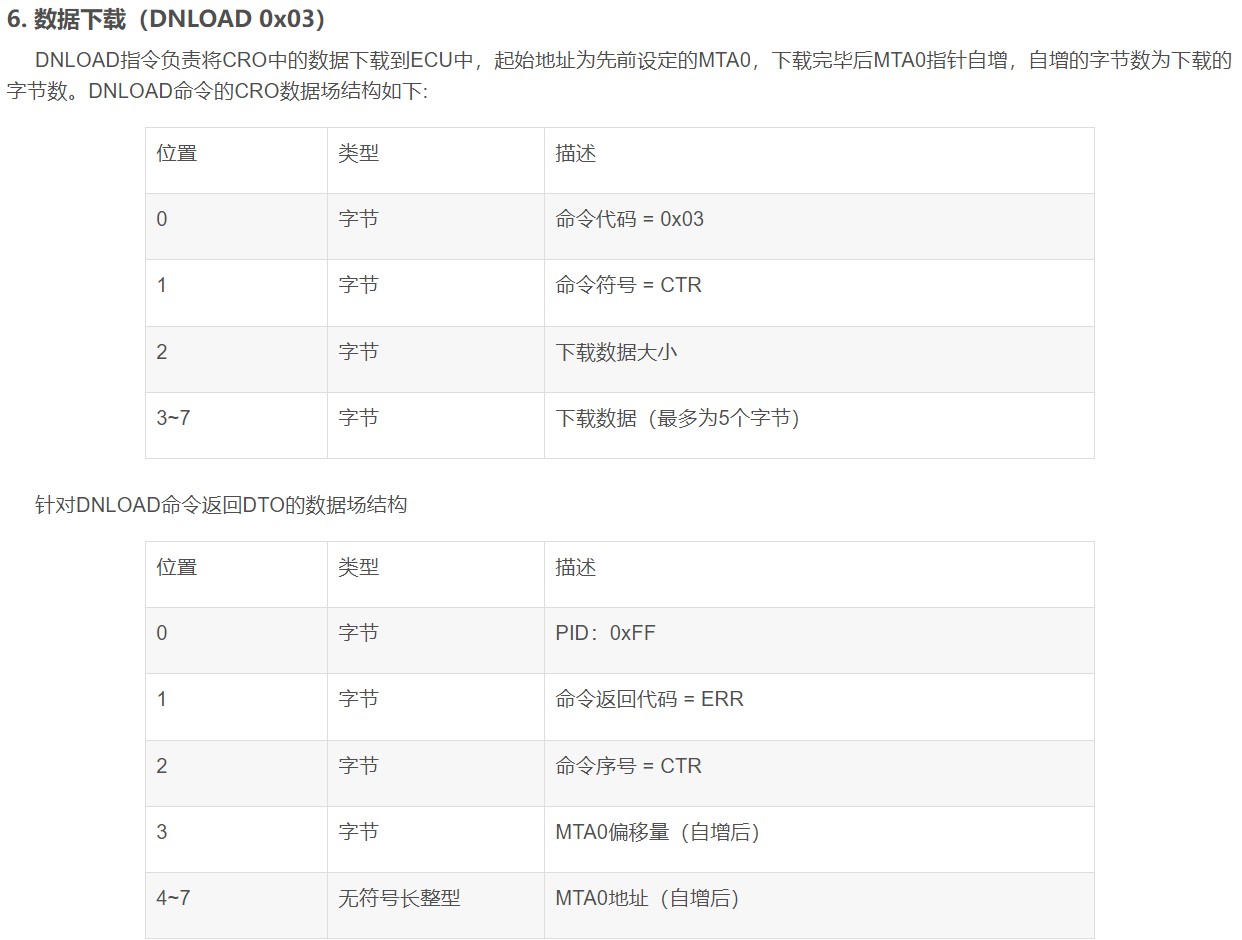 6. 数据下载（DNLOAD 0x03）
DNLOAD指令负责将CRO中的数据下载到ECU中，起始地址为先前设定的MTA0，下载完毕后MTA0指针自增，自增的字节数为下载的
字节数。DNLOAD命令的CRO数据场结构如下:
位置 类型 描述
0 字节 命令代码 = 0x03
1 字节 命令符号 = CTR
2 字节 下载数据大小
3~7 字节 下载数据（最多为5个字节）
针对DNLOAD命令返回DTO的数据场结构
位置 类型 描述
0 字节 PID：0xFF
1 字节 命令返回代码 = ERR
2 字节 命令序号 = CTR
3 字节 MTA0偏移量（自增后）
4~7 无符号长整型 MTA0地址（自增后）